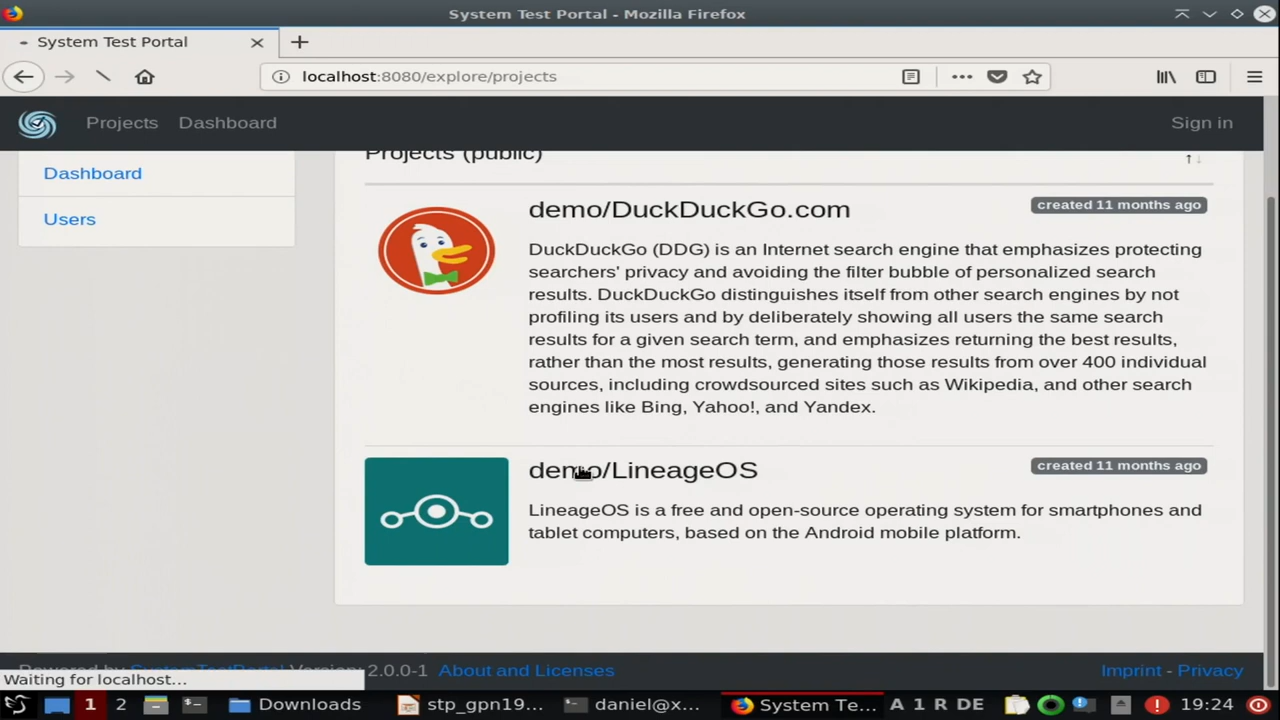 System Test Portal - Mozilla Firefox
System Test Portal
localhost:8080/explore/projects
Projects Dashboard Sign in
Dashboard
Users
Projects (public)
demo/DuckDuckGo.com
created 11 months ago
DuckDuckGo (DDG) is an Internet search engine that emphasizes protecting
searchers' privacy and avoiding the filter bubble of personalized search
results. DuckDuckGo distinguishes itself from other search engines by not
profiling its users and by deliberately showing all users the same search
results for a given search term, and emphasizes returning the best results,
rather than the most results, generating those results from over 400 individual
sources, including crowdsourced sites such as Wikipedia, and other search
engines like Bing, Yahoo!, and Yandex.
demo/LineageOS
created 11 months ago
LineageOS is a free and open-source operating system for smartphones and
tablet computers, based on the Android mobile platform.
Powered by SystemTestPortal Version: 2.0.0-1 About and Licenses Imprint - Privacy
Waiting for localhost...
1 2 Downloads stp_gpn19... daniel@x... System Te... A 1 R DE 19:24